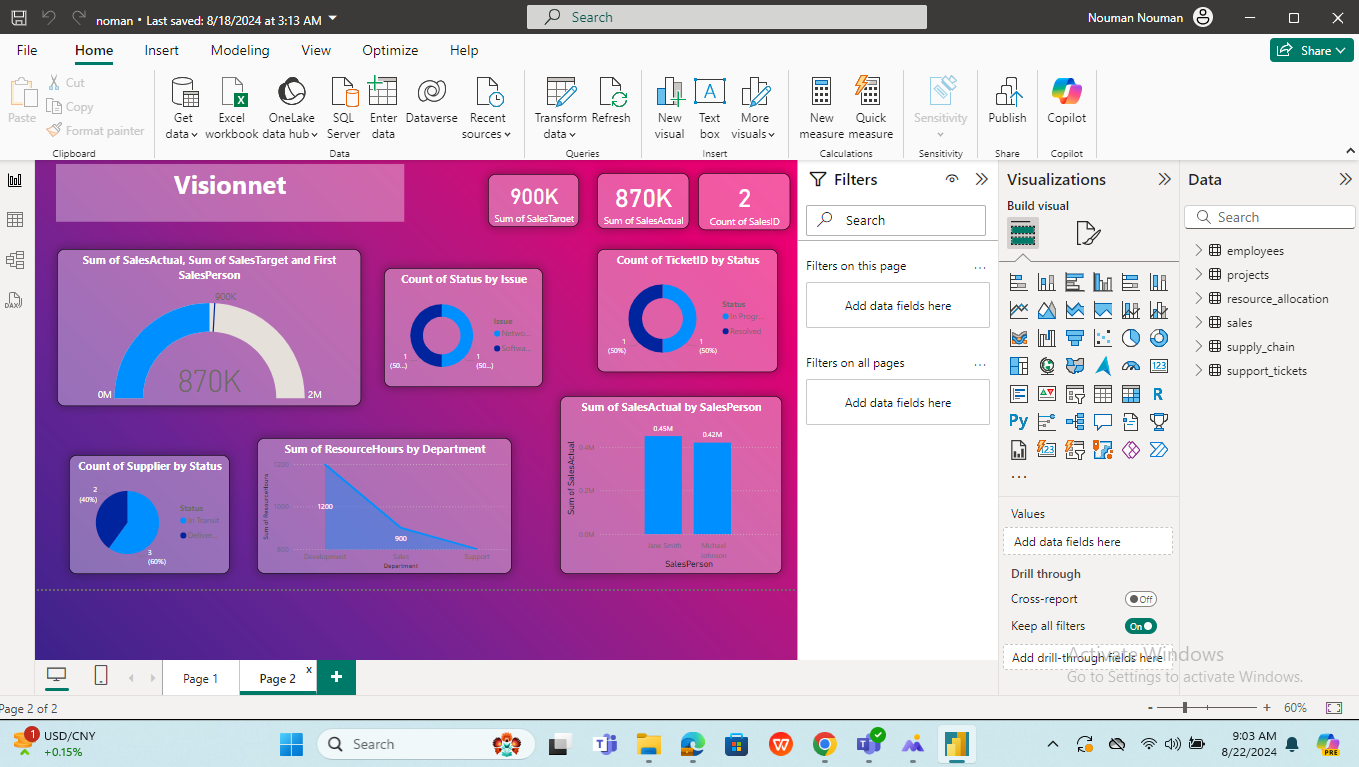 noman • Last saved: 8/18/2024 at 3:13 AM
Search
Nouman Nouman
File
Home
Insert
Modeling
View
Optimize
Help
Share
Paste
Cut
Copy
Format painter
Clipboard
Get data
Excel workbook
OneLake data hub
SQL Server
Enter data
Dataverse
Recent sources
Data
Transform data
Refresh
Queries
New visual
Text box
More visuals
Insert
New measure
Quick measure
Calculations
Sensitivity
Sensitivity
Publish
Share
Copilot
Copilot
DAX
Visionnet
900K
Sum of SalesTarget
870K
Sum of SalesActual
2
Count of SalesID
Sum of SalesActual, Sum of SalesTarget and First
SalesPerson
900K
870K
0M
2M
Count of Status by Issue
Issue
Netwo...
Softwa...
1
(50...)
1
(50...)
Count of TicketID by Status
Status
In Progr...
Resolved
1
(50%)
1
(50%)
Count of Supplier by Status
2
(40%)
Status
In Transit
Deliver...
3
(60%)
Sum of ResourceHours by Department
Sum of ResourceHours
1200
1000
800
1200
900
Development
Sales
Support
Department
Sum of SalesActual by SalesPerson
Sum of SalesActual
0.4M
0.2M
0.0M
0.45M
0.42M
Jane Smith
Michael
Johnson
SalesPerson
Filters
Search
Filters on this page
...
Add data fields here
Filters on all pages
...
Add data fields here
Visualizations
Build visual
123
R
Py
123
...
Values
Add data fields here
Drill through
Cross-report
Off
Keep all filters
On
Add drill-through fields here
Data
Search
employees
projects
resource_allocation
sales
supply_chain
support_tickets
Activate Windows
Go to Settings to activate Windows.
Page 1
Page 2
x
+
Page 2 of 2
-
+
60%
1
USD/CNY
+0.15%
Search
9:03 AM
8/22/2024
PRE